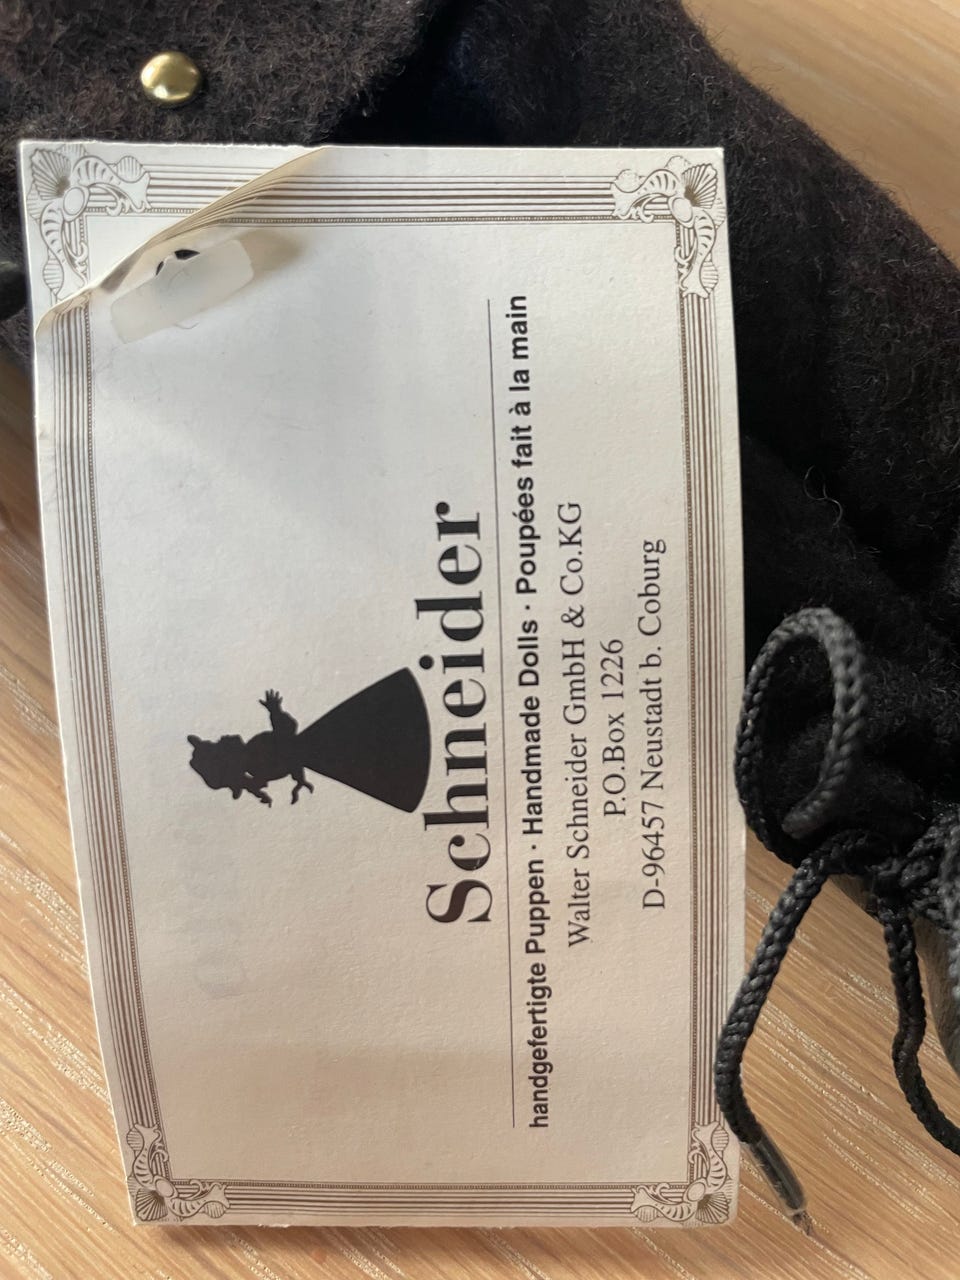 Schneider
handgefertigte Puppen · Handmade Dolls · Poupées fait à la main
Walter Schneider GmbH & Co.KG
P.O.Box 1226
D-96457 Neustadt b. Coburg